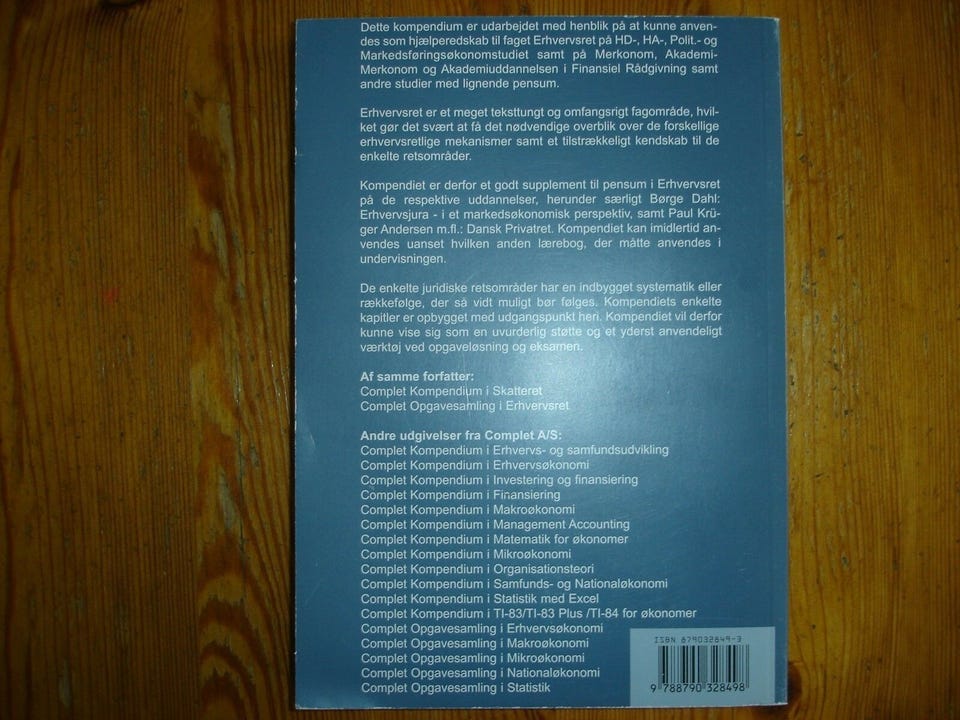 Dette kompendium er udarbejdet med henblik på at kunne anven-
des som hjælperedskab til faget Erhvervsret på HD-, HA-, Polit.- og
Markedsføringsøkonomstudiet samt på Merkonom, Akademi-
Merkonom og Akademiuddannelsen i Finansiel Rådgivning samt
andre studier med lignende pensum.
Erhvervsret er et meget teksttungt og omfangsrigt fagområde, hvil-
ket gør det svært at få det nødvendige overblik over de forskellige
erhvervsretlige mekanismer samt et tilstrækkeligt kendskab til de
enkelte retsområder.
Kompendiet er derfor et godt supplement til pensum i Erhvervsret
på de respektive uddannelser, herunder særligt Børge Dahl:
Erhvervsjura - i et markedsøkonomisk perspektiv, samt Paul Krü-
ger Andersen m.fl.: Dansk Privatret. Kompendiet kan imidlertid an-
vendes uanset hvilken anden lærebog, der måtte anvendes i
undervisningen.
De enkelte juridiske retsområder har en indbygget systematik eller
rækkefølge, der så vidt muligt bør følges. Kompendiets enkelte
kapitler er opbygget med udgangspunkt heri. Kompendiet vil derfor
kunne vise sig som en uvurderlig støtte og et yderst anvendeligt
værktøj ved opgaveløsning og eksamen.
Af samme forfatter:
Complet Kompendium i Skatteret
Complet Opgavesamling i Erhvervsret
Andre udgivelser fra Complet A/S:
Complet Kompendium i Erhvervs- og samfundsudvikling
Complet Kompendium i Erhvervsøkonomi
Complet Kompendium i Investering og finansiering
Complet Kompendium i Finansiering
Complet Kompendium i Makroøkonomi
Complet Kompendium i Management Accounting
Complet Kompendium i Matematik for økonomer
Complet Kompendium i Mikroøkonomi
Complet Kompendium i Organisationsteori
Complet Kompendium i Samfunds- og Nationaløkonomi
Complet Kompendium i Statistik med Excel
Complet Kompendium i TI-83/TI-83 Plus /TI-84 for økonomer
Complet Opgavesamling i Erhvervsøkonomi
Complet Opgavesamling i Makroøkonomi
Complet Opgavesamling i Mikroøkonomi
Complet Opgavesamling i Nationaløkonomi
Complet Opgavesamling i Statistik
ISBN 879032849-3
9 788790 328498